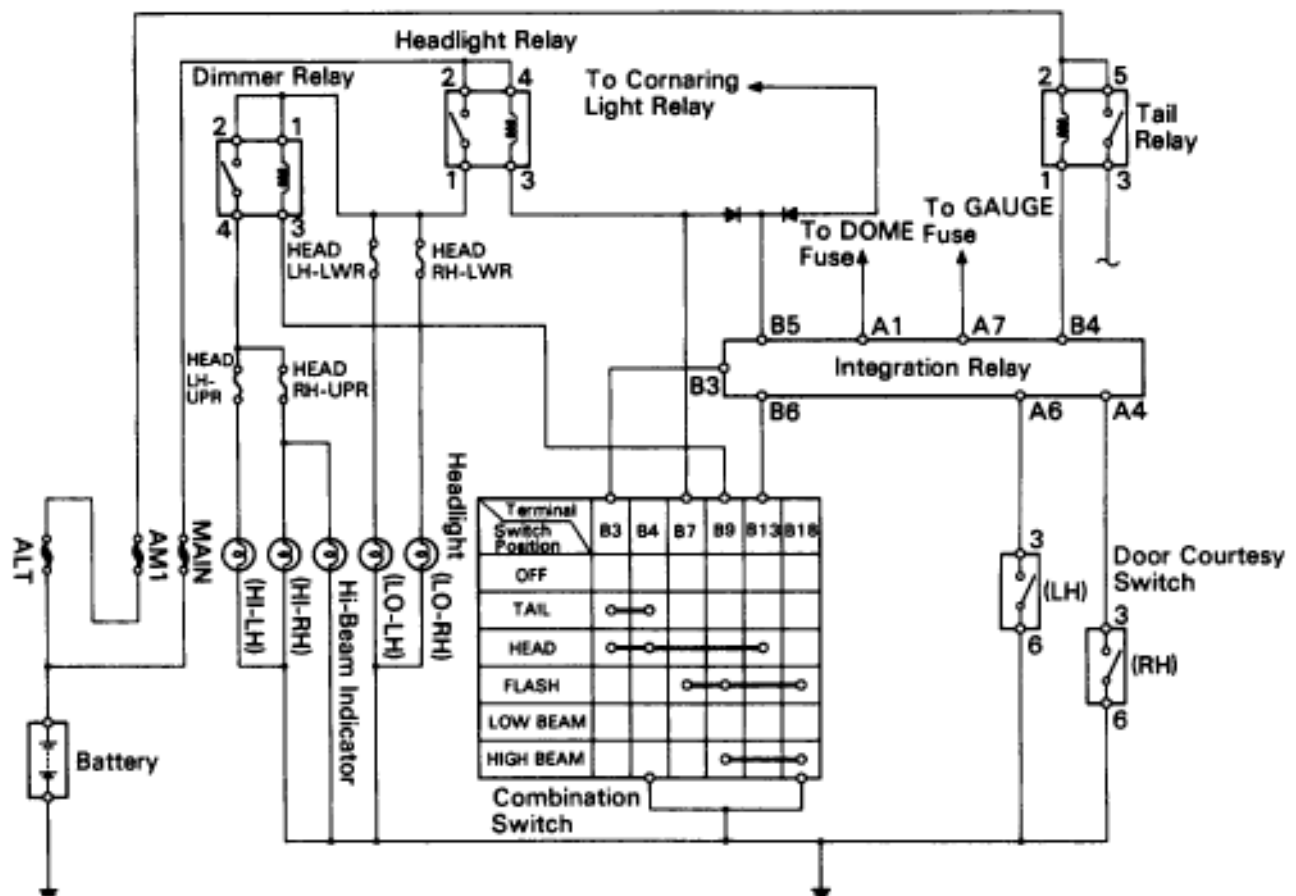 Headlight Relay
Dimmer Relay
2 4
To Cornaring
Light Relay
2 5
Tail
Relay
2 1
1 3
1 3
4 3
To GAUGE
Fuse
To DOME
Fuse
HEAD
LH-LWR
HEAD
RH-LWR
B5 A1 A7 B4
HEAD
LH-
UPR
HEAD
RH-UPR
Integration Relay
B3
B6
A6 A4
Headlight
Terminal
Switch
Position
B3 B4 B7 B9 B13 B18
OFF
TAIL
HEAD
FLASH
LOW BEAM
HIGH BEAM
Combination
Switch
ALT
AM1
MAIN
(HI-LH)
(HI-RH)
Hi-Beam Indicator
(LO-LH)
(LO-RH)
3
(LH)
6
Door Courtesy
Switch
3
(RH)
6
Battery